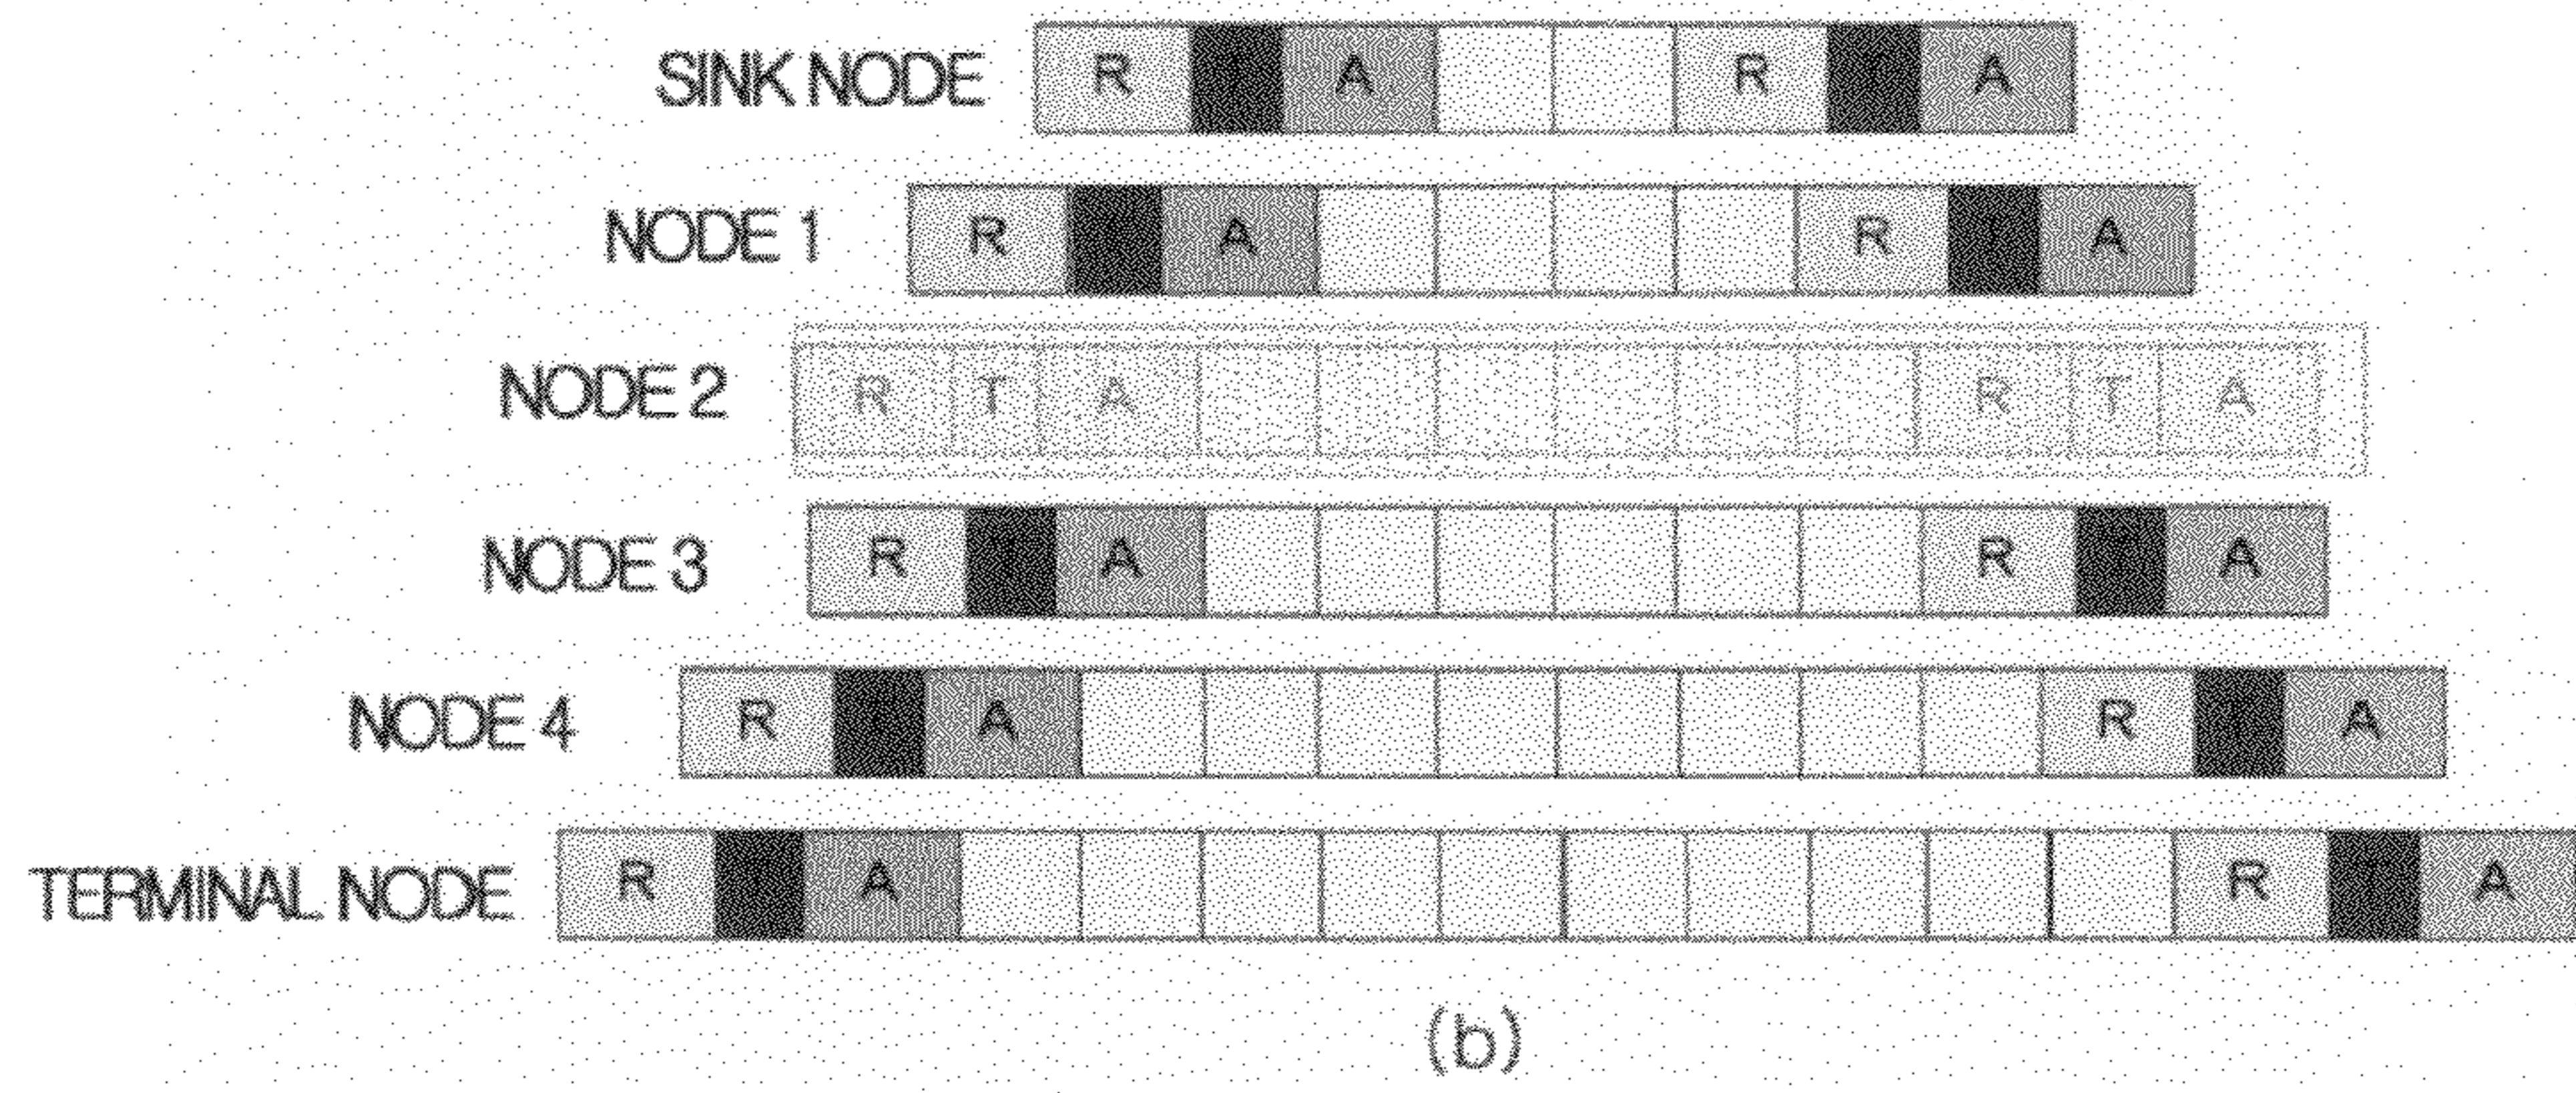 SINK NODE R A R A
NODE 1 R A R A
NODE 2 R T A R T A
NODE 3 R A R A
NODE 4 R A R A
TERMINAL NODE R A R A
(b)